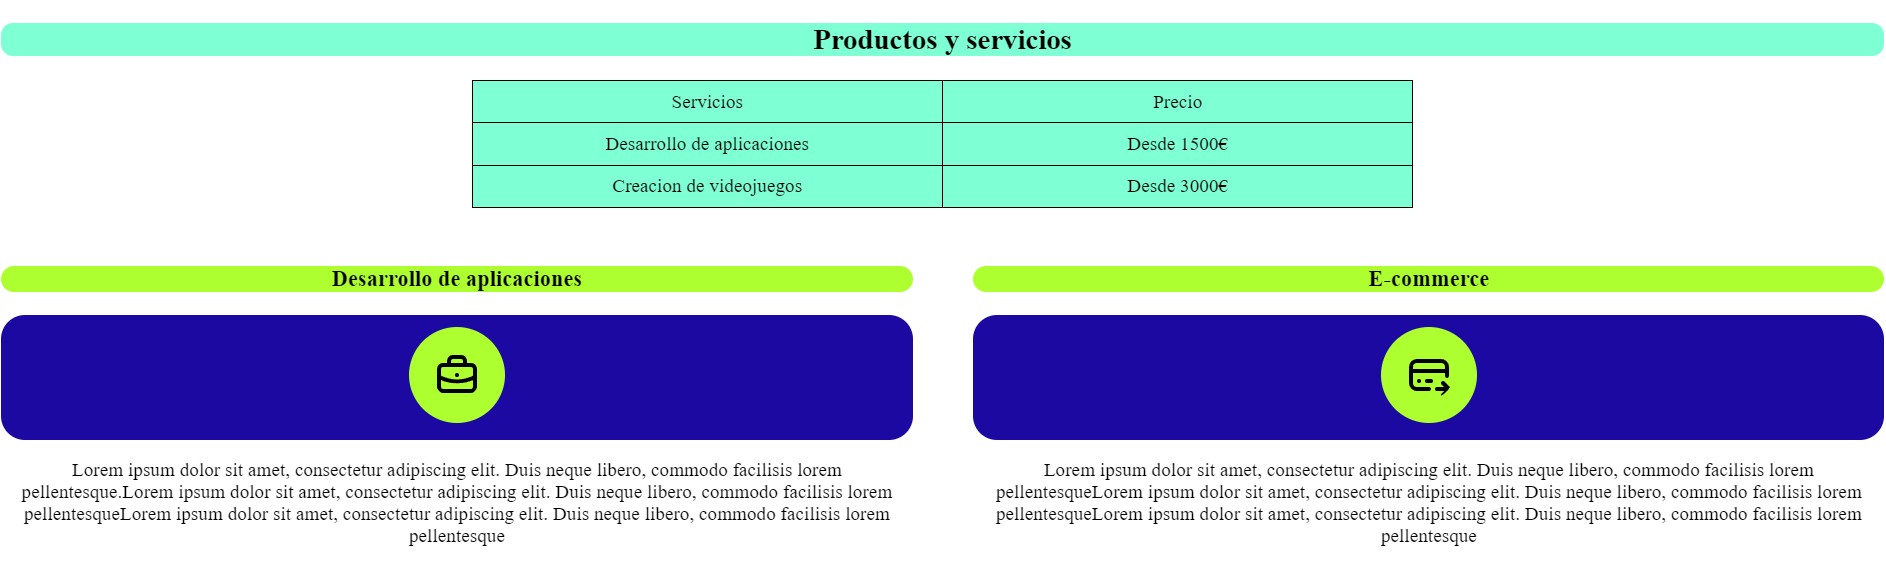 Productos y servicios
Servicios Precio
Desarrollo de aplicaciones Desde 1500€
Creacion de videojuegos Desde 3000€
Desarrollo de aplicaciones
Lorem ipsum dolor sit amet, consectetur adipiscing elit. Duis neque libero, commodo facilisis lorem
pellentesque.Lorem ipsum dolor sit amet, consectetur adipiscing elit. Duis neque libero, commodo facilisis lorem
pellentesqueLorem ipsum dolor sit amet, consectetur adipiscing elit. Duis neque libero, commodo facilisis lorem
pellentesque
E-commerce
Lorem ipsum dolor sit amet, consectetur adipiscing elit. Duis neque libero, commodo facilisis lorem
pellentesqueLorem ipsum dolor sit amet, consectetur adipiscing elit. Duis neque libero, commodo facilisis lorem
pellentesqueLorem ipsum dolor sit amet, consectetur adipiscing elit. Duis neque libero, commodo facilisis lorem
pellentesque